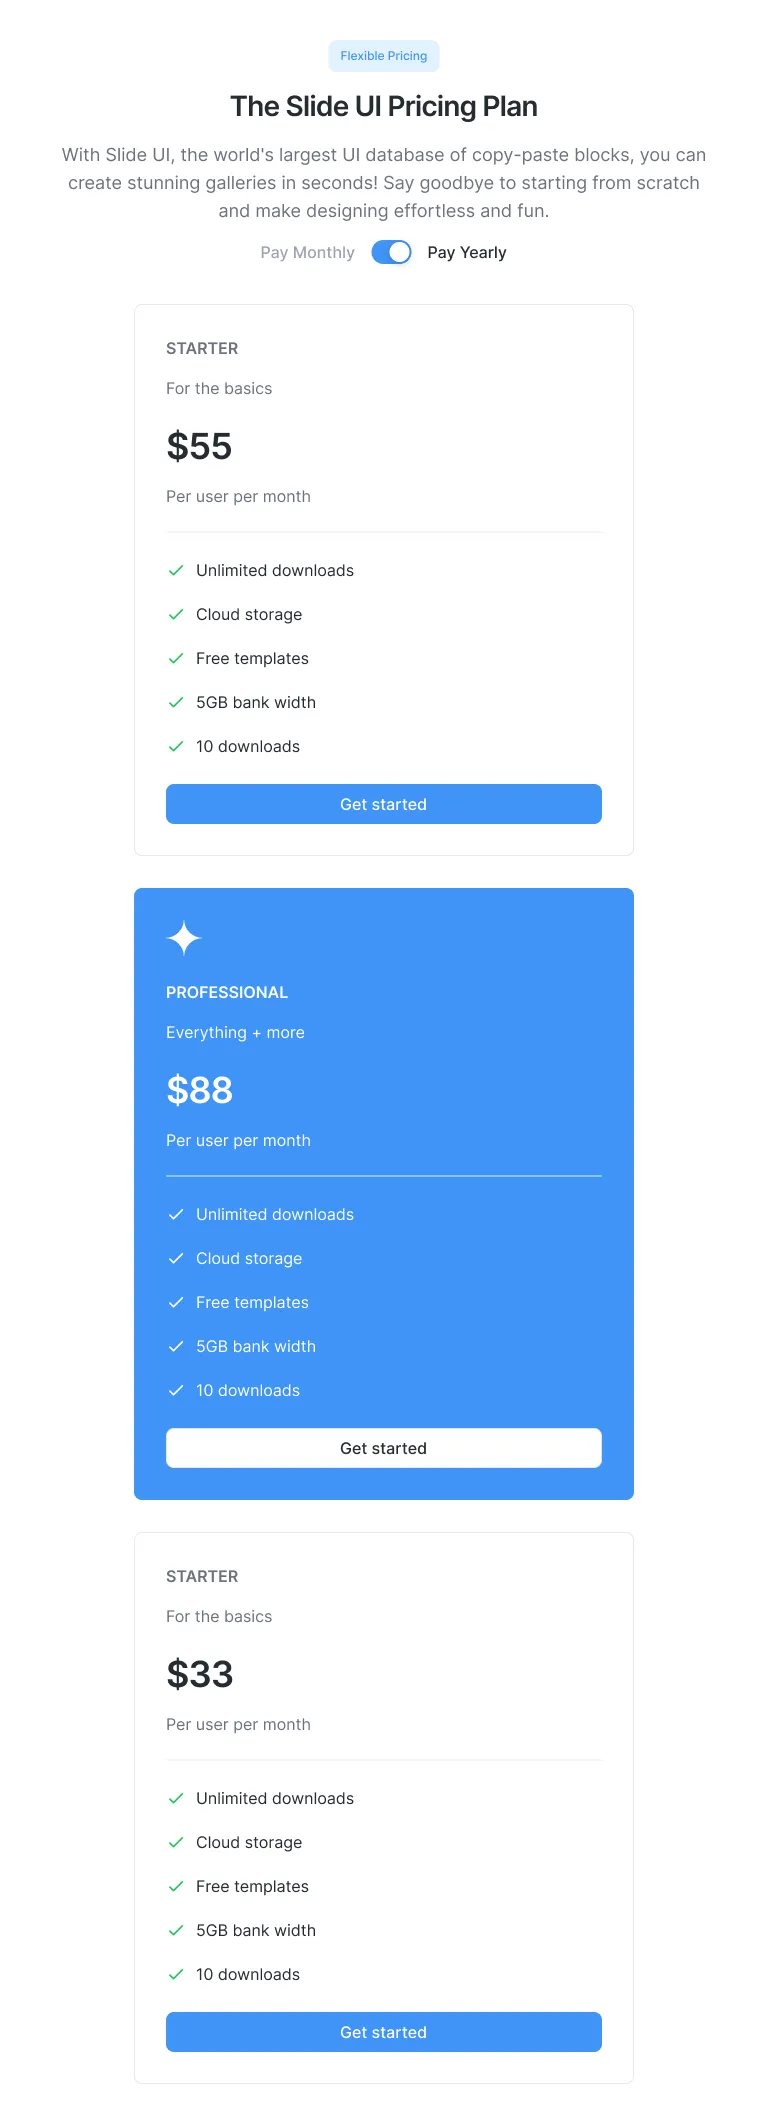 Flexible Pricing
The Slide UI Pricing Plan
With Slide UI, the world's largest UI database of copy-paste blocks, you can
create stunning galleries in seconds! Say goodbye to starting from scratch
and make designing effortless and fun.
Pay Monthly Pay Yearly
STARTER
For the basics
$55
Per user per month
Unlimited downloads
Cloud storage
Free templates
5GB bank width
10 downloads
Get started
PROFESSIONAL
Everything + more
$88
Per user per month
Unlimited downloads
Cloud storage
Free templates
5GB bank width
10 downloads
Get started
STARTER
For the basics
$33
Per user per month
Unlimited downloads
Cloud storage
Free templates
5GB bank width
10 downloads
Get started